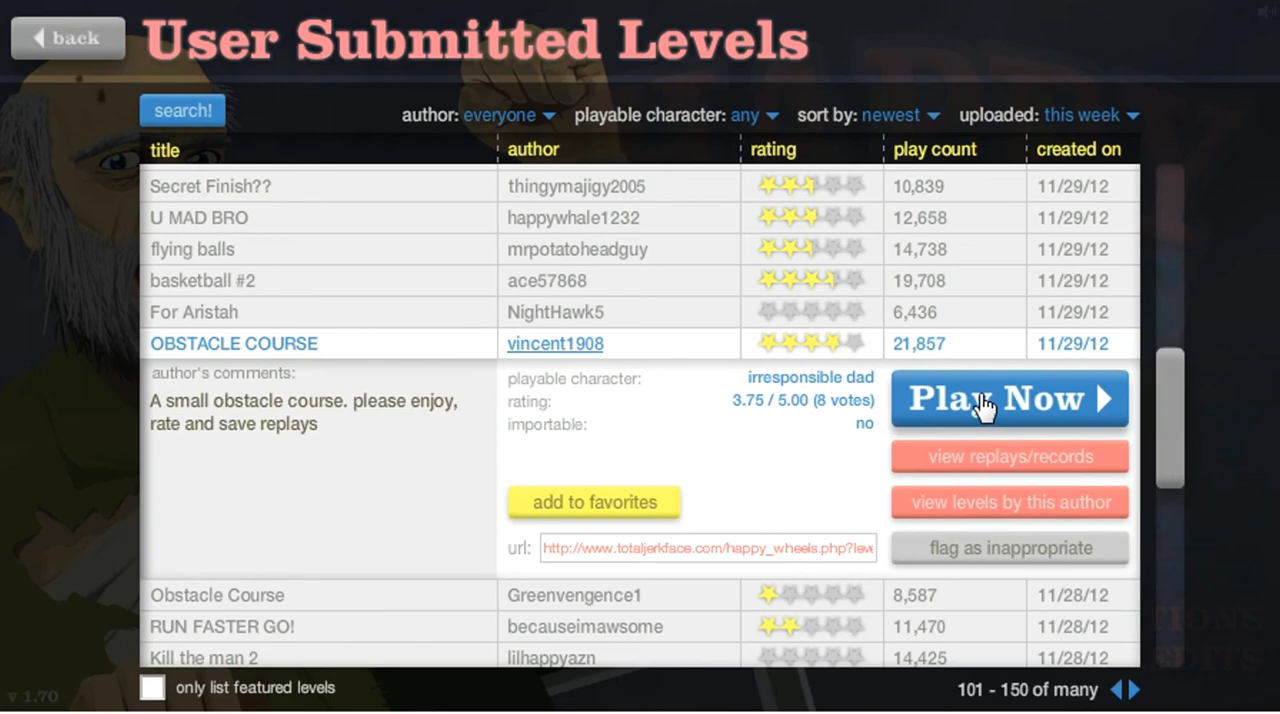 back
User Submitted Levels
search!
author: everyone playable character: any sort by: newest uploaded: this week
title author rating play count created on
Secret Finish?? thingymajigy2005 10,839 11/29/12
U MAD BRO happywhale1232 12,658 11/29/12
flying balls mrpotatoheadguy 14,738 11/29/12
basketball #2 ace57868 19,708 11/29/12
For Aristah NightHawk5 6,436 11/29/12
OBSTACLE COURSE vincent1908 21,857 11/29/12
author's comments:
A small obstacle course. please enjoy,
rate and save replays
playable character: irresponsible dad
rating: 3.75 / 5.00 (8 votes)
importable: no
add to favorites
url: http://www.totaljerkface.com/happy_wheels.php?leve
Play Now
view replays/records
view levels by this author
flag as inappropriate
Obstacle Course Greenvengence1 8,587 11/28/12
RUN FASTER GO! becauseimawsome 11,470 11/28/12
Kill the man 2 lilhappyazn 14,425 11/28/12
v 1.70
only list featured levels
101 - 150 of many